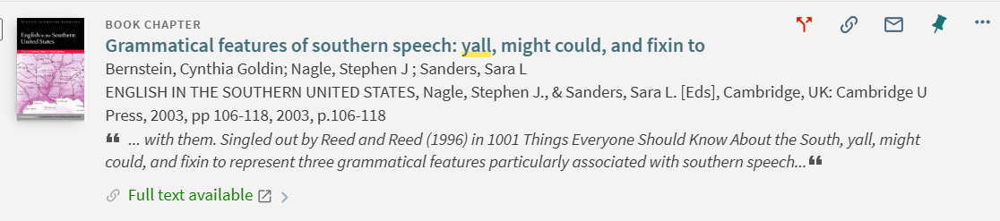 BOOK CHAPTER
Grammatical features of southern speech: yall, might could, and fixin to
Bernstein, Cynthia Goldin; Nagle, Stephen J ; Sanders, Sara L
ENGLISH IN THE SOUTHERN UNITED STATES, Nagle, Stephen J., & Sanders, Sara L. [Eds], Cambridge, UK: Cambridge U
Press, 2003, pp 106-118, 2003, p.106-118
❝ ... with them. Singled out by Reed and Reed (1996) in 1001 Things Everyone Should Know About the South, yall, might
could, and fixin to represent three grammatical features particularly associated with southern speech...❝
Full text available
English in the Southern
United States